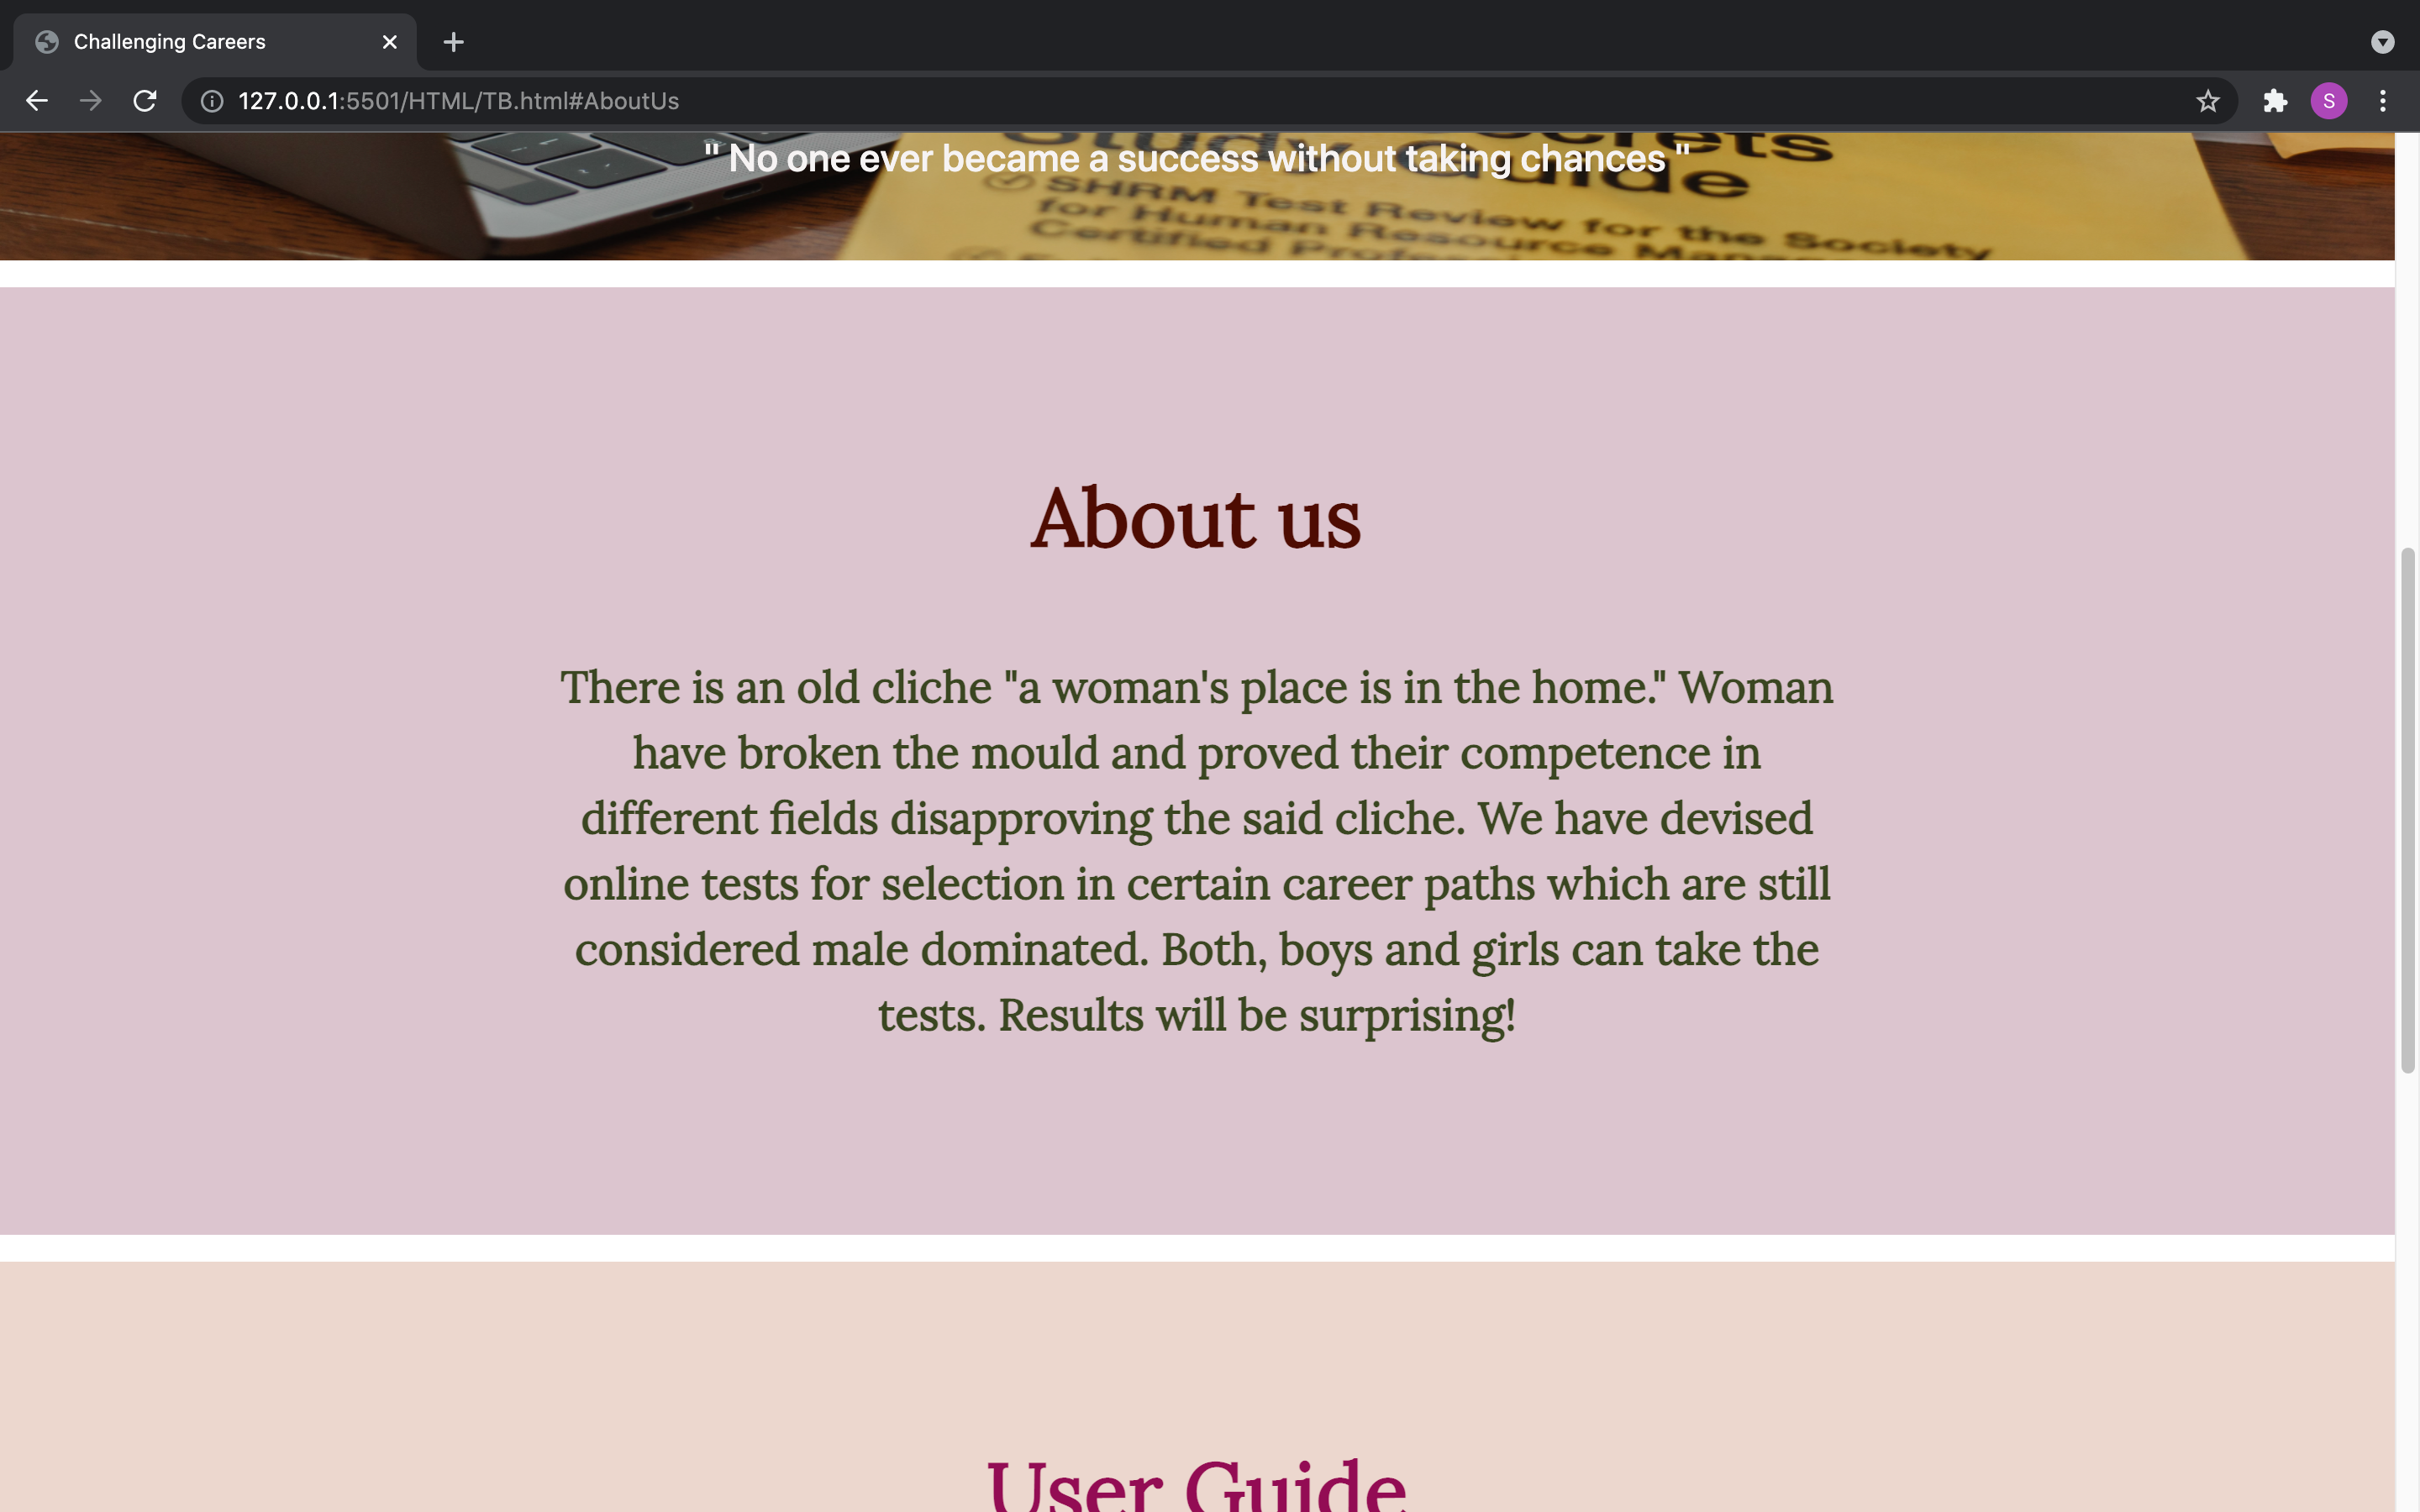 Challenging Careers
127.0.0.1:5501/HTML/TB.html#AboutUs
S
" No one ever became a success without taking chances "
Study
Guide
SHRM Test Review for the Society
for Human Resource
Certified
About us
There is an old cliche "a woman's place is in the home." Woman
have broken the mould and proved their competence in
different fields disapproving the said cliche. We have devised
online tests for selection in certain career paths which are still
considered male dominated. Both, boys and girls can take the
tests. Results will be surprising!
User Guide